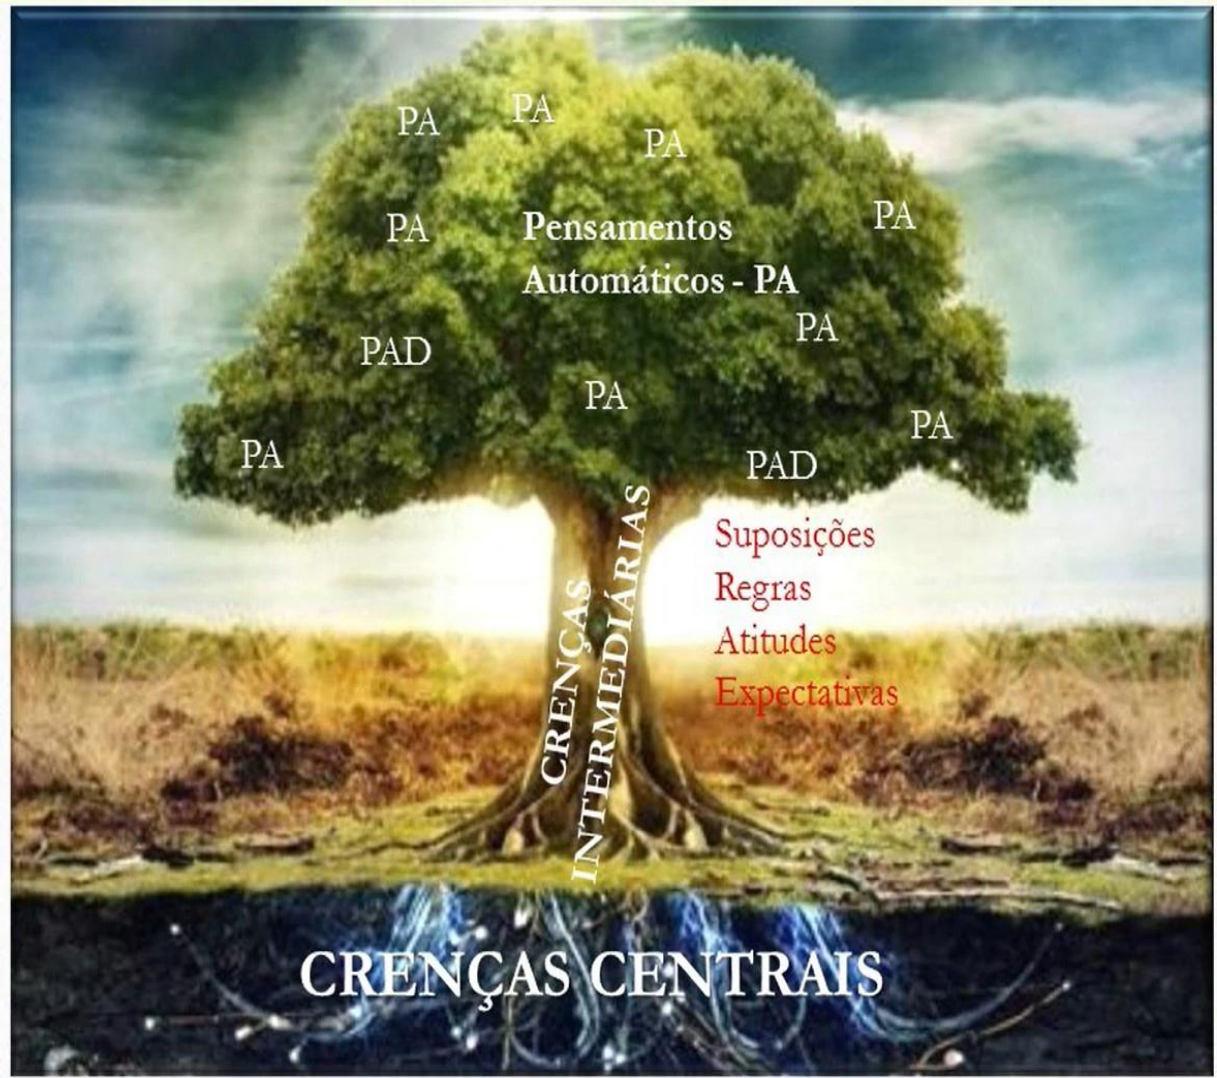 PA
PA
PA
PA
PA
Pensamentos
Automáticos - PA
PA
PAD
PA
PA
PA
PAD
CRENÇAS
INTERMEDIÁRIAS
Suposições
Regras
Atitudes
Expectativas
CRENÇAS CENTRAIS